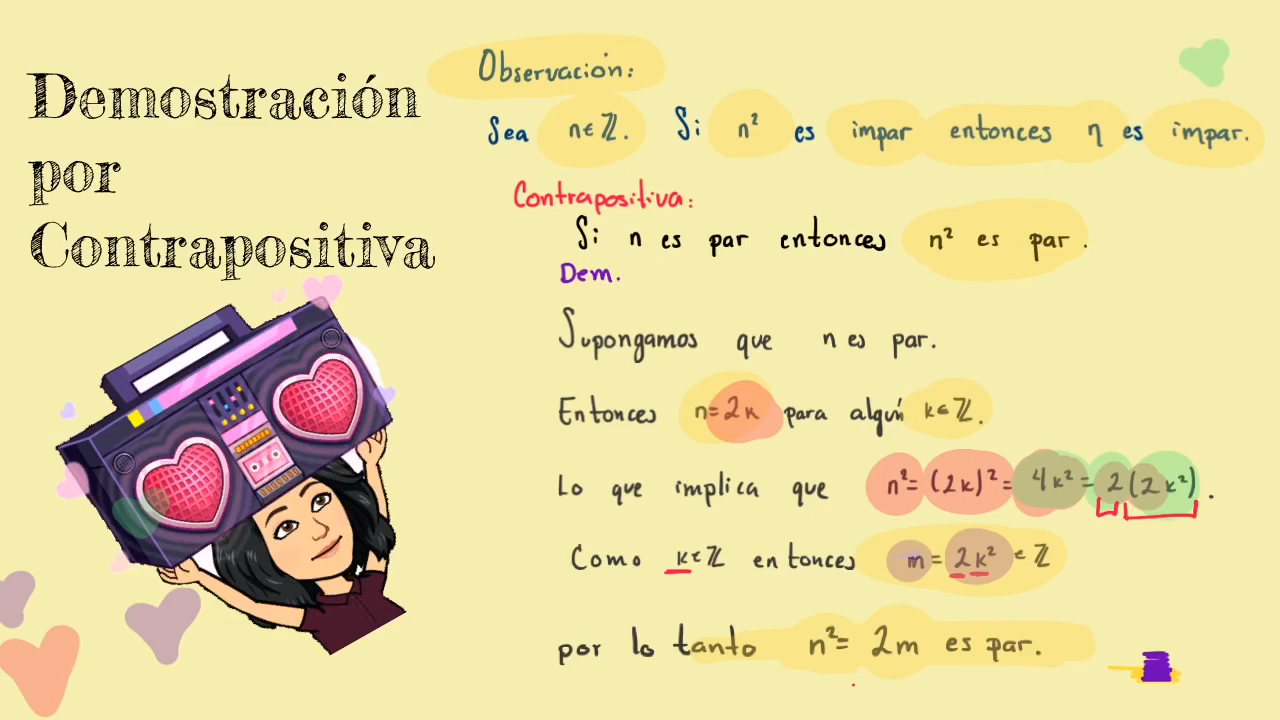 Demostración
por
Contrapositiva
Observación:
Sea n∈ℤ. Si n² es impar entonces n es impar.
Contrapositiva:
Si n es par entonces n² es par.
Dem.
Supongamos que n es par.
Entonces n=2k para algún k∈ℤ.
Lo que implica que n²=(2k)²=4k²=2(2k²).
Como k∈ℤ entonces m=2k²∈ℤ
por lo tanto n²=2m es par.